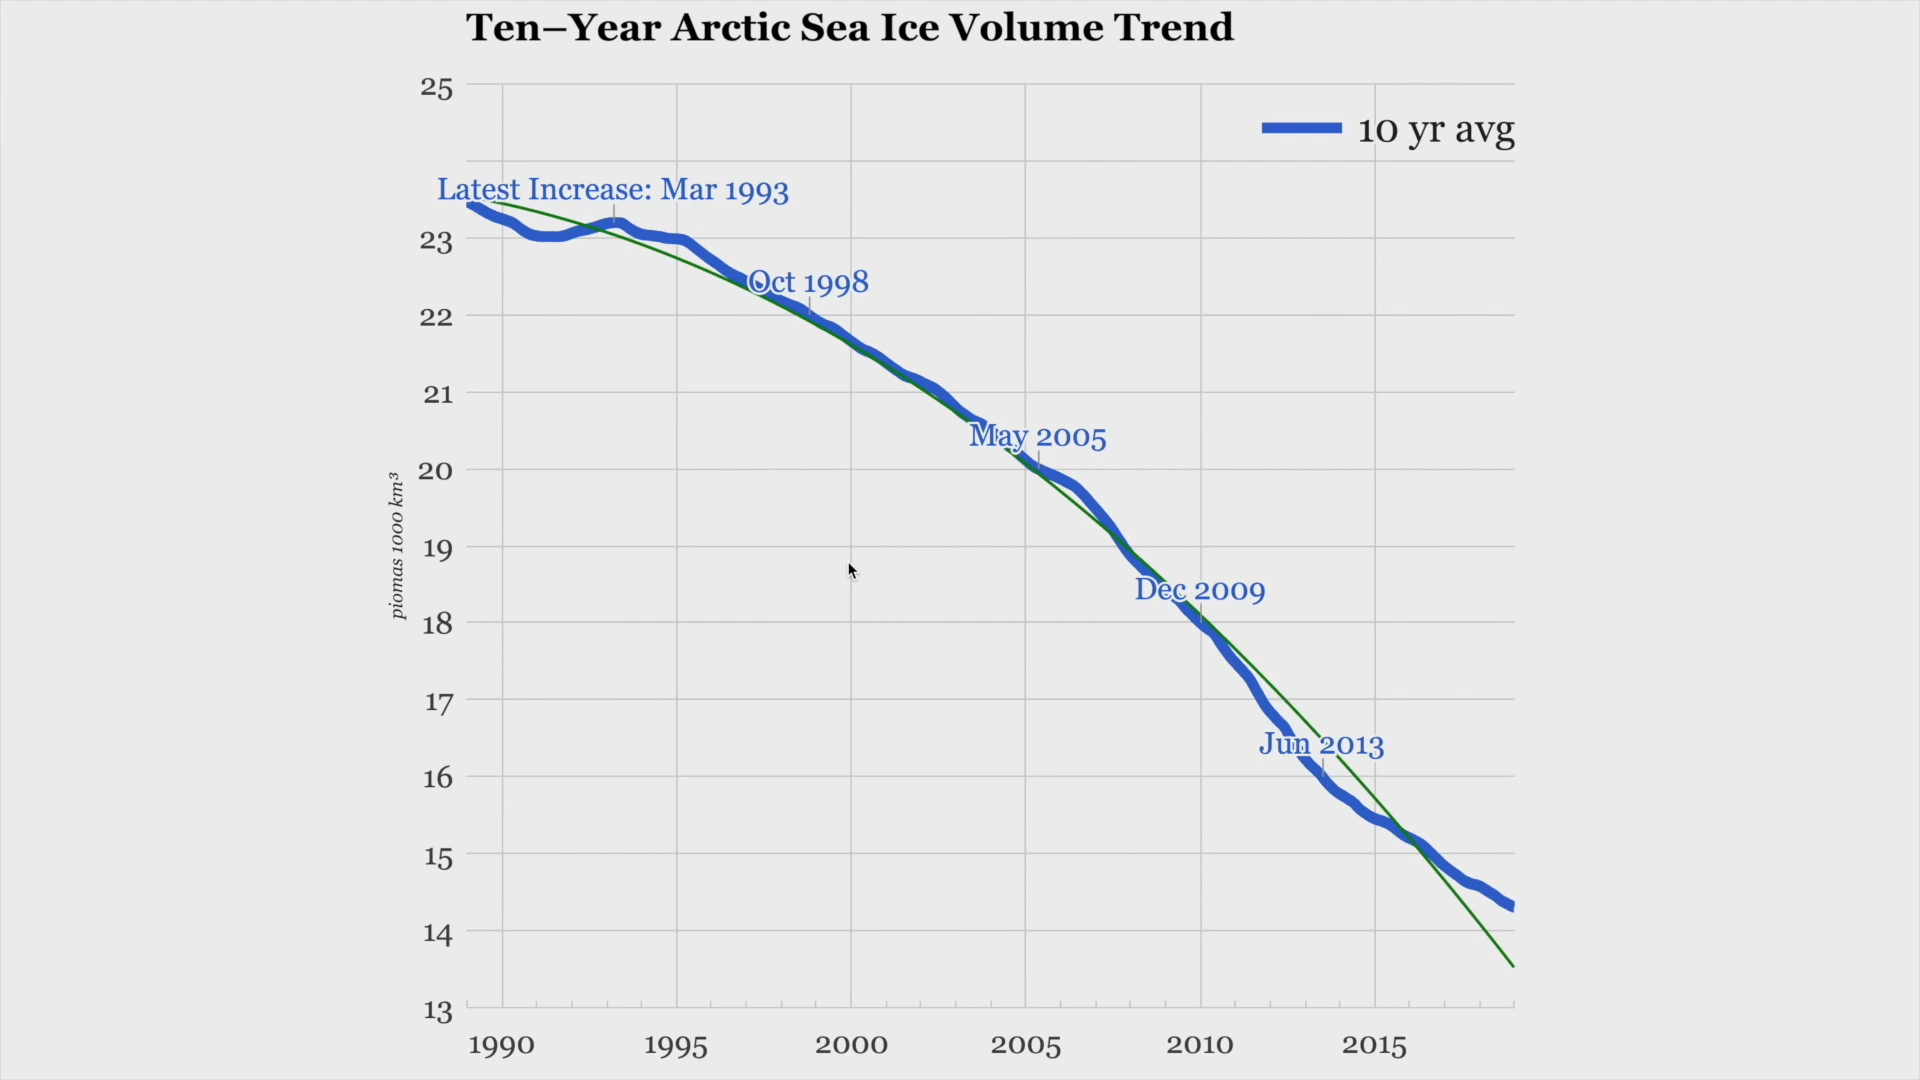 Ten–Year Arctic Sea Ice Volume Trend
25
10 yr avg
Latest Increase: Mar 1993
23
Oct 1998
22
21
May 2005
20
piomas 1000 km³
19
Dec 2009
18
17
Jun 2013
16
15
14
13
1990 1995 2000 2005 2010 2015